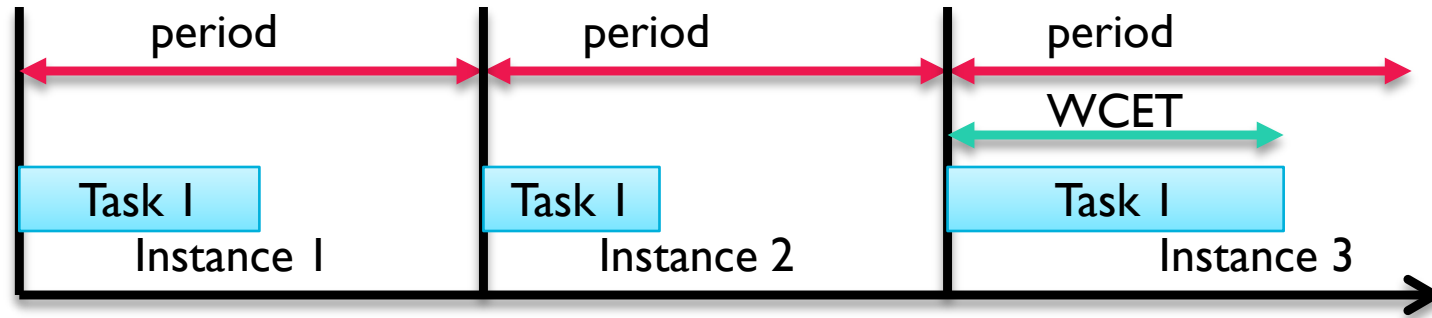 period period period
WCET
Task 1 Task 1 Task 1
Instance 1 Instance 2 Instance 3